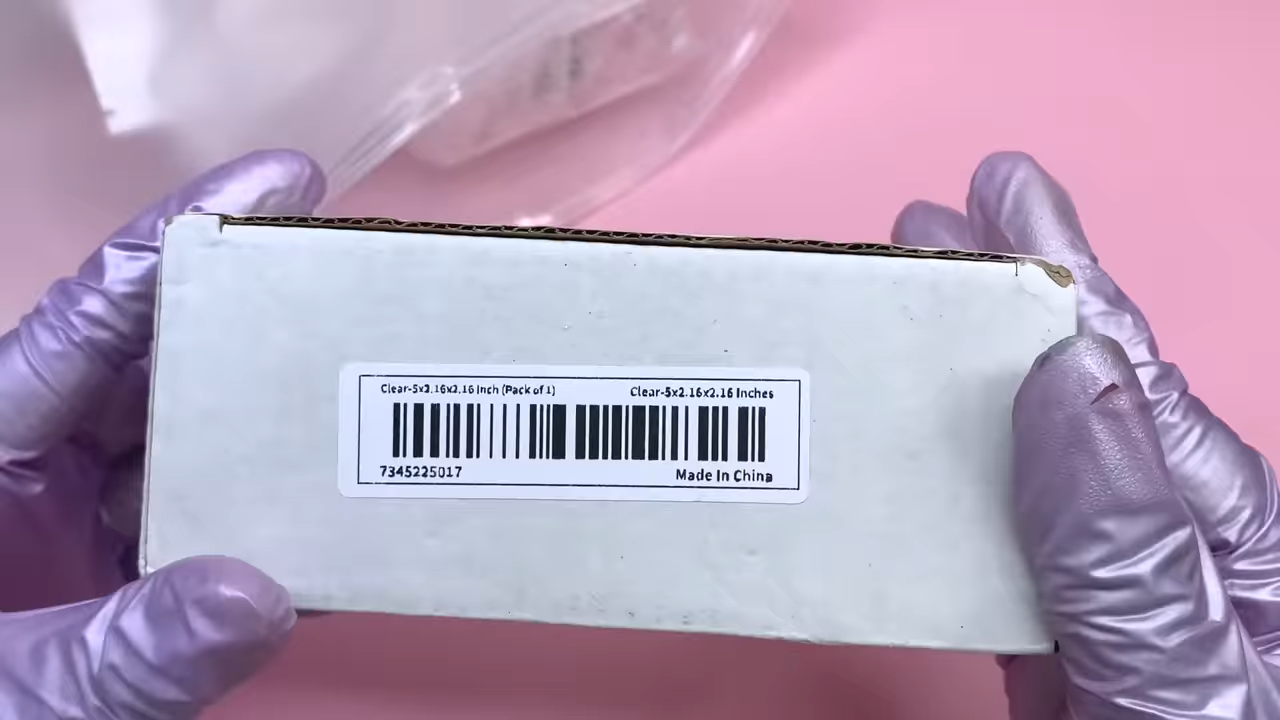 Clear-5x2.16x2.16 Inch (Pack of 1)
Clear-5x2.16x2.16 Inches
7345225017
Made In China